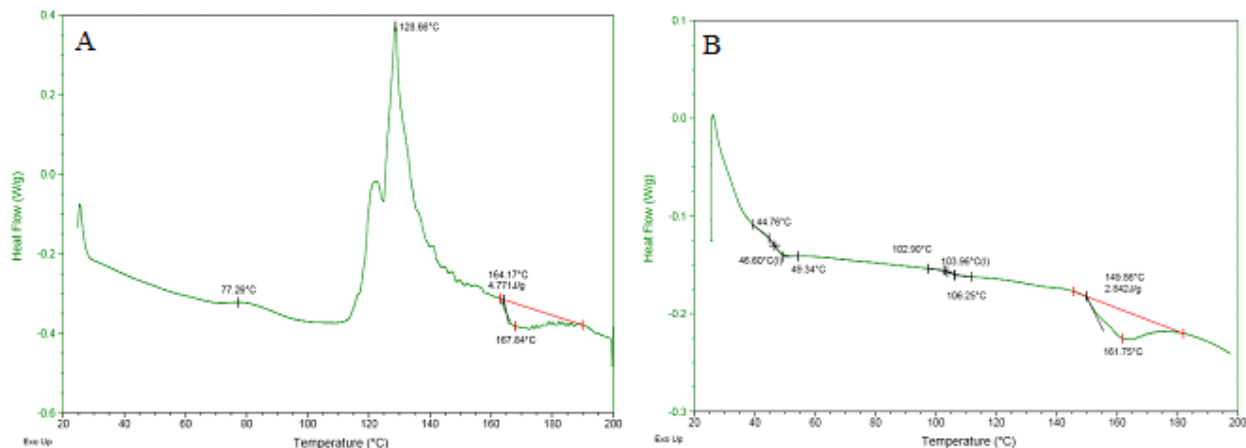 A
Heat Flow (W/g)
0.4
0.2
0.0
-0.2
-0.4
-0.6
128.66°C
77.26°C
164.17°C
4.771J/g
167.84°C
20 40 60 80 100 120 140 160 180 200
Exo Up
Temperature (°C)
B
Heat Flow (W/g)
0.1
0.0
-0.1
-0.2
-0.3
44.76°C
46.60°C(I)
49.34°C
102.90°C
103.96°C(I)
106.25°C
149.86°C
2.842J/g
161.75°C
20 40 60 80 100 120 140 160 180 200
Exo Up
Temperature (°C)